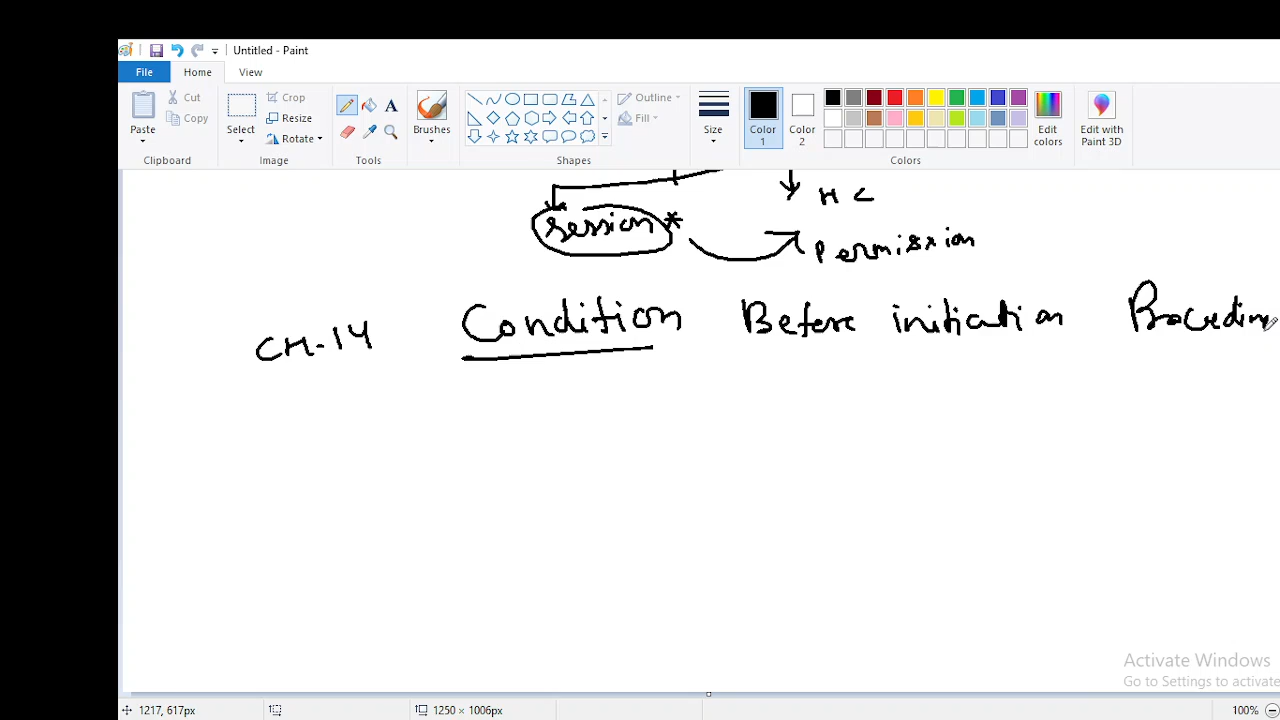 Untitled - Paint
File Home View
Paste Cut Copy Select Crop Resize Rotate Brushes Outline Fill Size Color 1 Color 2 Edit colors Edit with Paint 3D
Clipboard Image Tools Shapes Colors
H C
session *
Permission
CH-14 Condition Before initiation Proceding
Activate Windows
Go to Settings to activate
1217, 617px 1250 × 1006px 100%